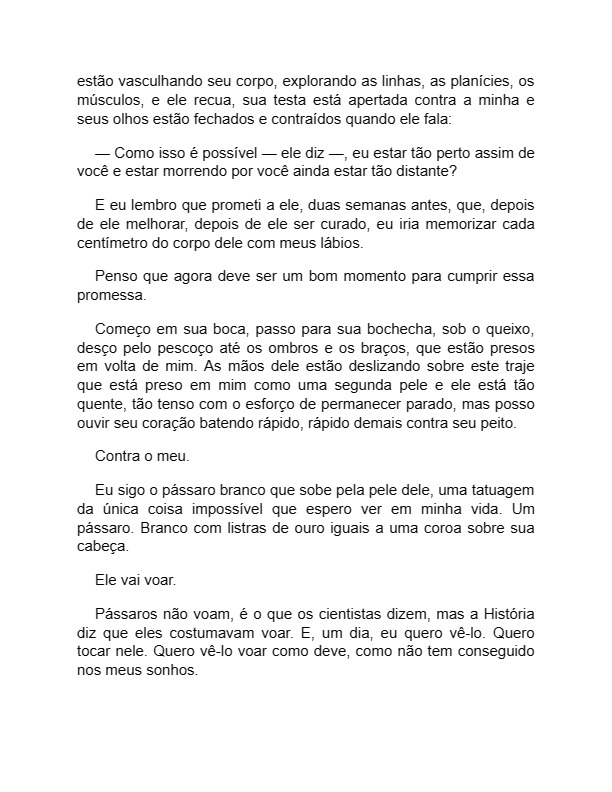 estão vasculhando seu corpo, explorando as linhas, as planícies, os
músculos, e ele recua, sua testa está apertada contra a minha e
seus olhos estão fechados e contraídos quando ele fala:
— Como isso é possível — ele diz —, eu estar tão perto assim de
você e estar morrendo por você ainda estar tão distante?
E eu lembro que prometi a ele, duas semanas antes, que, depois
de ele melhorar, depois de ele ser curado, eu iria memorizar cada
centímetro do corpo dele com meus lábios.
Penso que agora deve ser um bom momento para cumprir essa
promessa.
Começo em sua boca, passo para sua bochecha, sob o queixo,
desço pelo pescoço até os ombros e os braços, que estão presos
em volta de mim. As mãos dele estão deslizando sobre este traje
que está preso em mim como uma segunda pele e ele está tão
quente, tão tenso com o esforço de permanecer parado, mas posso
ouvir seu coração batendo rápido, rápido demais contra seu peito.
Contra o meu.
Eu sigo o pássaro branco que sobe pela pele dele, uma tatuagem
da única coisa impossível que espero ver em minha vida. Um
pássaro. Branco com listras de ouro iguais a uma coroa sobre sua
cabeça.
Ele vai voar.
Pássaros não voam, é o que os cientistas dizem, mas a História
diz que eles costumavam voar. E, um dia, eu quero vê-lo. Quero
tocar nele. Quero vê-lo voar como deve, como não tem conseguido
nos meus sonhos.